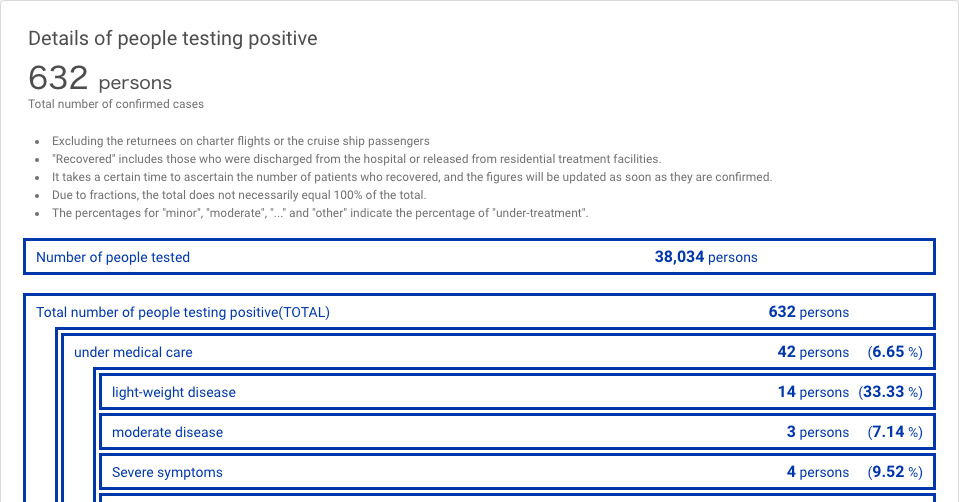 Details of people testing positive
632 persons
Total number of confirmed cases
Excluding the returnees on charter flights or the cruise ship passengers
"Recovered" includes those who were discharged from the hospital or released from residential treatment facilities.
It takes a certain time to ascertain the number of patients who recovered, and the figures will be updated as soon as they are confirmed.
Due to fractions, the total does not necessarily equal 100% of the total.
The percentages for "minor", "moderate", "..." and "other" indicate the percentage of "under-treatment".
Number of people tested 38,034 persons
Total number of people testing positive(TOTAL) 632 persons
under medical care 42 persons (6.65 %)
light-weight disease 14 persons (33.33 %)
moderate disease 3 persons (7.14 %)
Severe symptoms 4 persons (9.52 %)